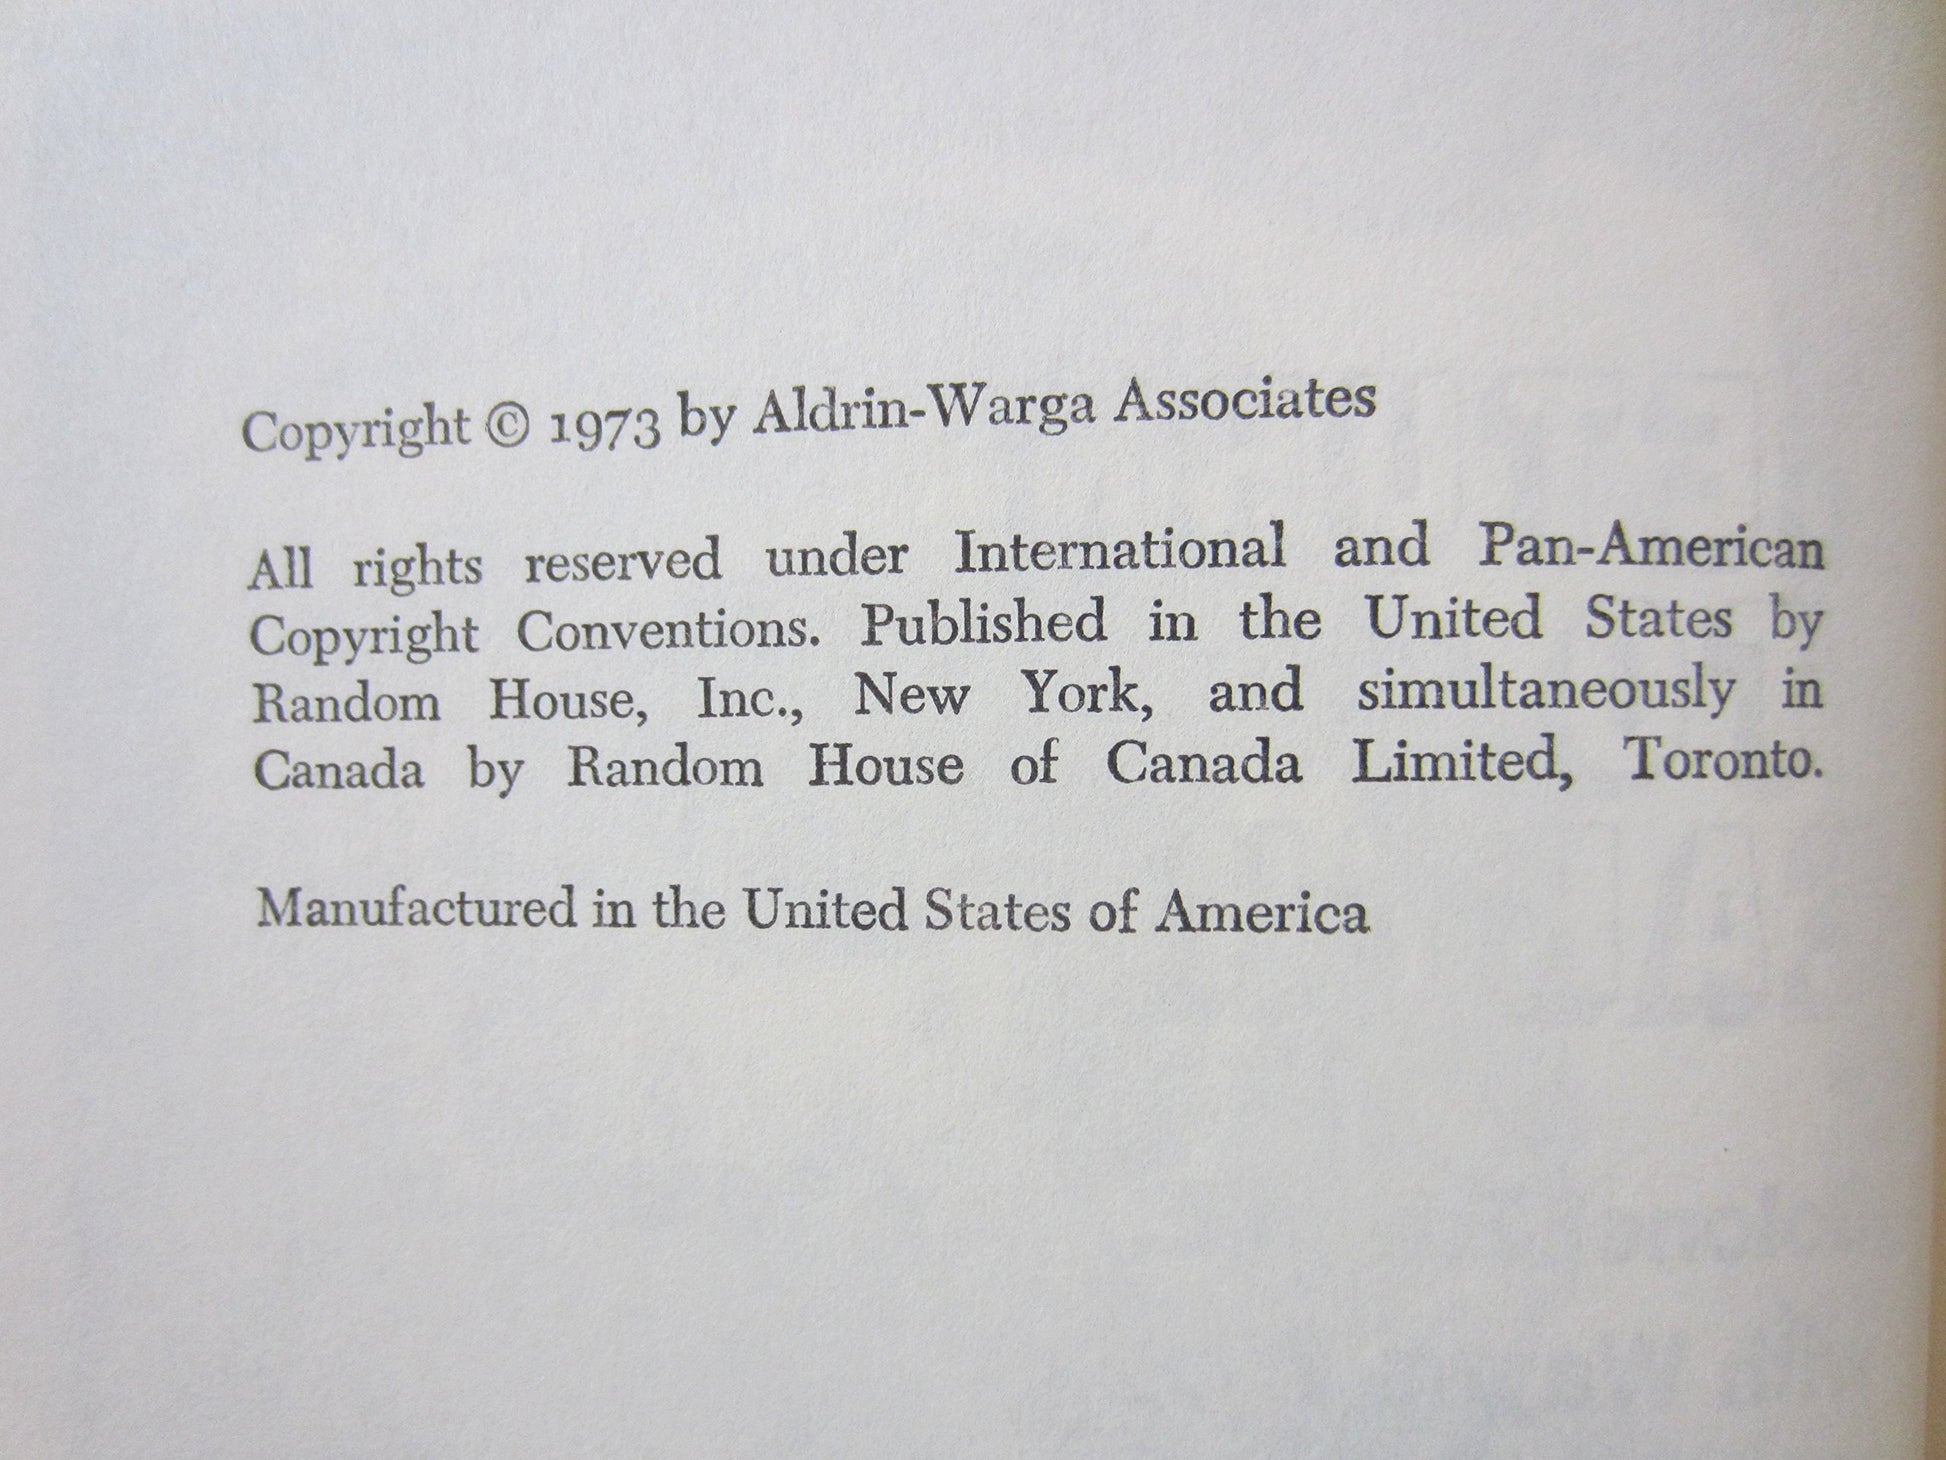 Copyright © 1973 by Aldrin-Warga Associates
All rights reserved under International and Pan-American
Copyright Conventions. Published in the United States by
Random House, Inc., New York, and simultaneously in
Canada by Random House of Canada Limited, Toronto.
Manufactured in the United States of America